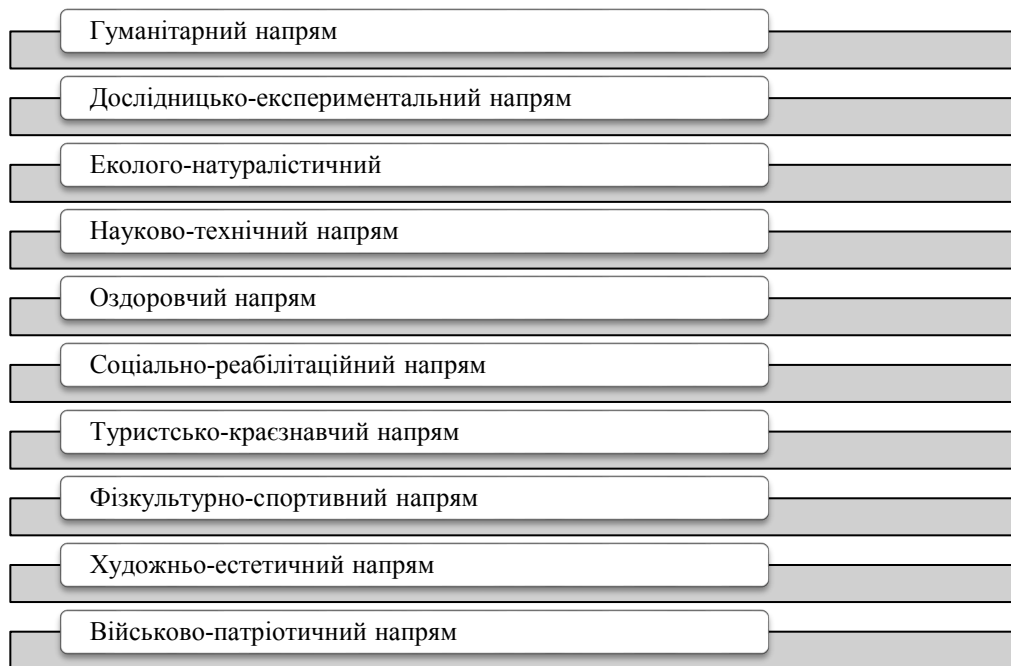 Гуманітарний напрям
Дослідницько-експериментальний напрям
Еколого-натуралістичний
Науково-технічний напрям
Оздоровчий напрям
Соціально-реабілітаційний напрям
Туристсько-краєзнавчий напрям
Фізкультурно-спортивний напрям
Художньо-естетичний напрям
Військово-патріотичний напрям